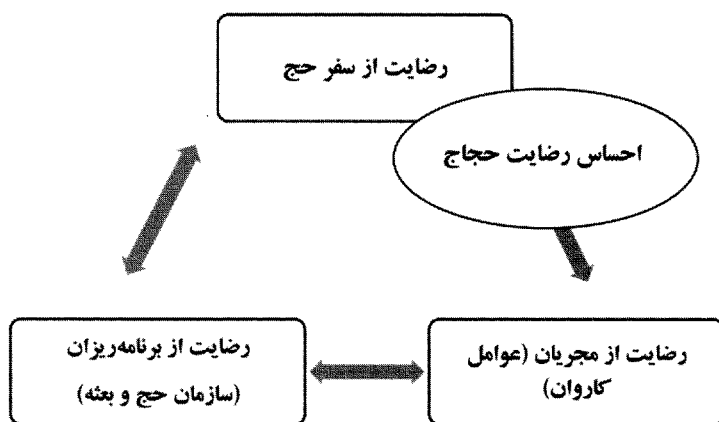 رضایت از سفر حج
احساس رضایت حجاج
رضایت از مجریان (عوامل
کاروان)
رضایت از برنامه‌ریزان
(سازمان حج و بعثه)